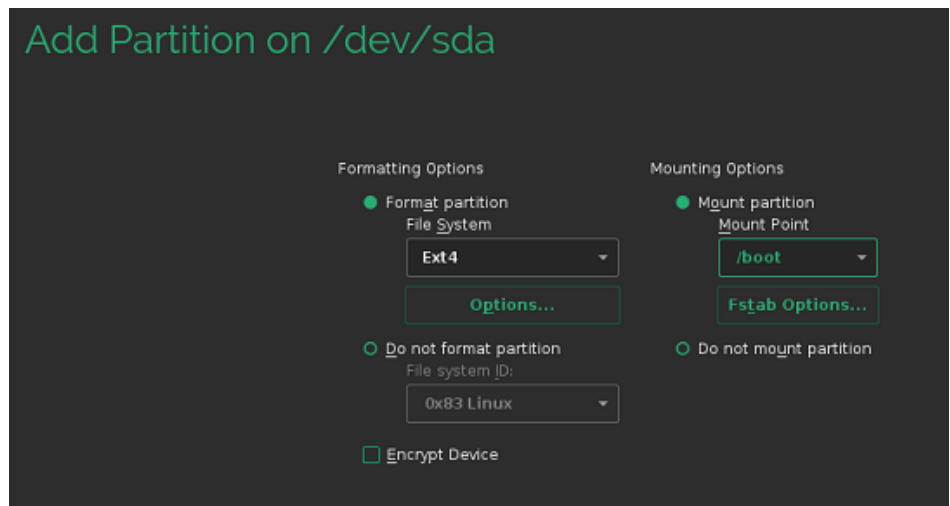 Add Partition on /dev/sda
Formatting Options
Format partition
File System
Ext4
Options...
Do not format partition
File system ID:
0x83 Linux
Encrypt Device
Mounting Options
Mount partition
Mount Point
/boot
Fstab Options...
Do not mount partition